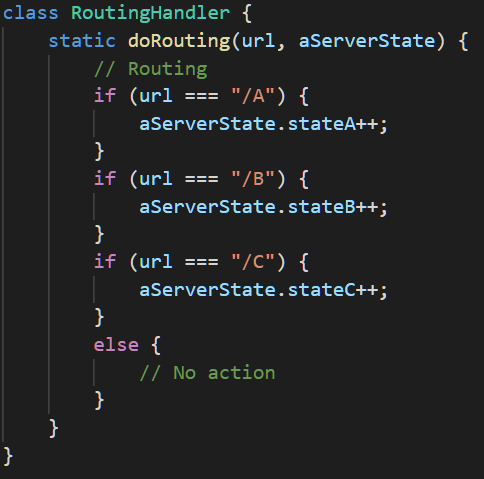 class RoutingHandler {
    static doRouting(url, aServerState) {
        // Routing
        if (url === "/A") {
            aServerState.stateA++;
        }
        if (url === "/B") {
            aServerState.stateB++;
        }
        if (url === "/C") {
            aServerState.stateC++;
        }
        else {
            // No action
        }
    }
}